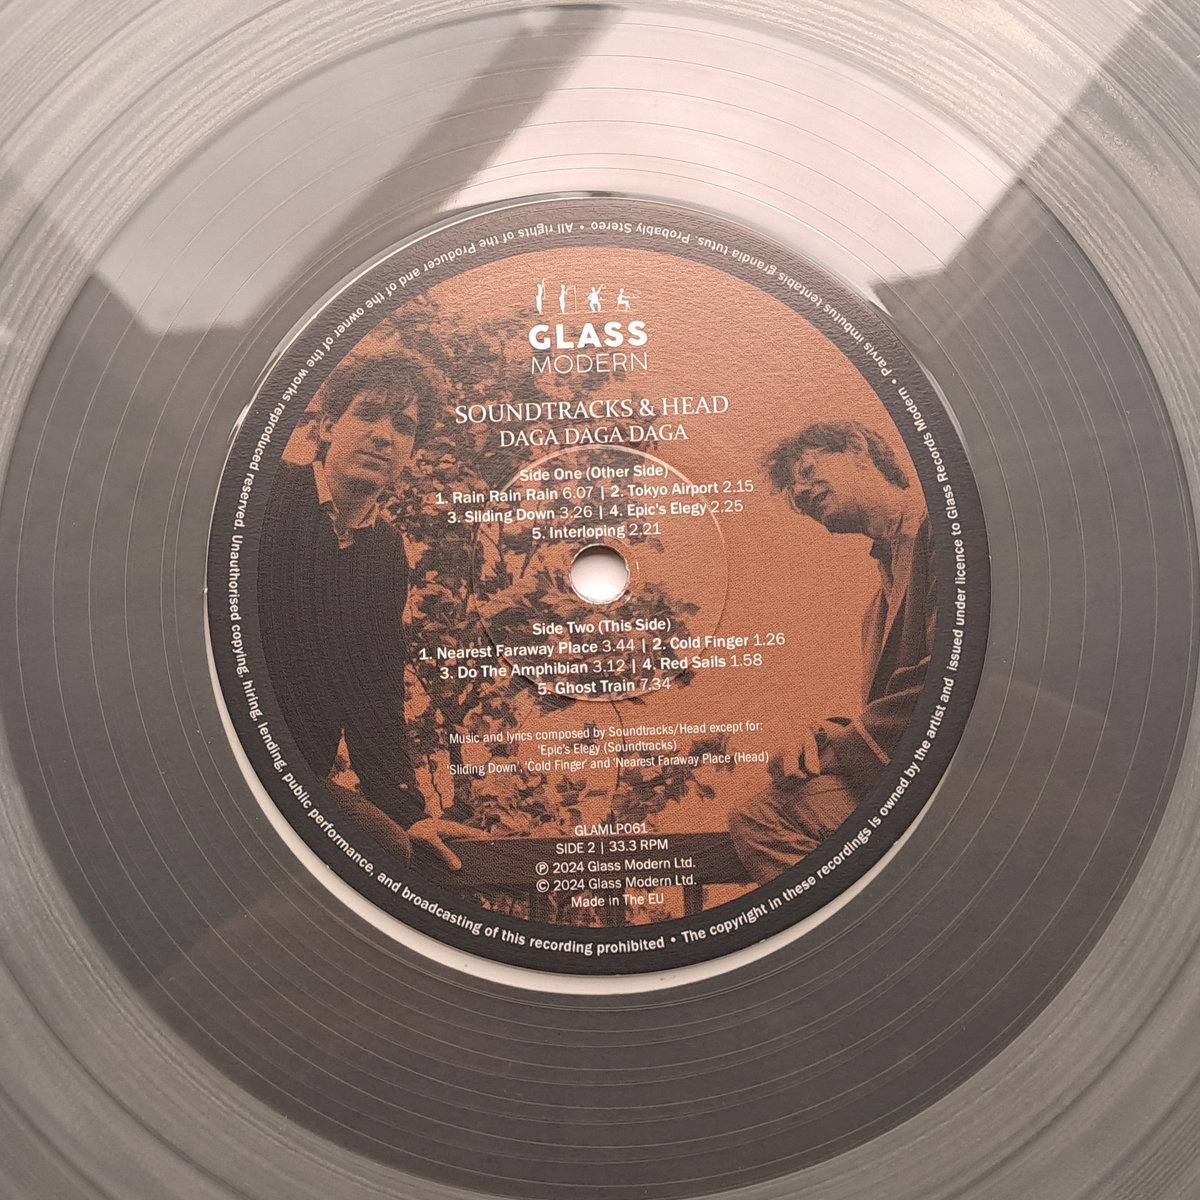 GLASS
MODERN
SOUNDTRACKS & HEAD
DAGA DAGA DAGA
Side One (Other Side)
1. Rain Rain Rain 6.07 | 2. Tokyo Airport 2.15
3. Sliding Down 3.26 | 4. Epic's Elegy 2.25
5. Interloping 2.21
Side Two (This Side)
1. Nearest Faraway Place 3.44 | 2. Cold Finger 1.26
3. Do The Amphibian 3.12 | 4. Red Sails 1.58
5. Ghost Train 7.34
Music and lyrics composed by Soundtracks/Head except for:
'Epic's Elegy (Soundtracks)
'Sliding Down', 'Cold Finger' and 'Nearest Faraway Place (Head)
GLAMLP061
SIDE 2 | 33.3 RPM
℗ 2024 Glass Modern Ltd.
© 2024 Glass Modern Ltd.
Made in The EU
• All rights of the Producer and of the owner of the works reproduced reserved. Unauthorised copying, hiring, lending, public performance, and broadcasting of this recording prohibited • The copyright in these recordings is owned by the artist and issued under licence to Glass Records Modern • Parvis imbutus tentabis grandia tutus. Probably Stereo